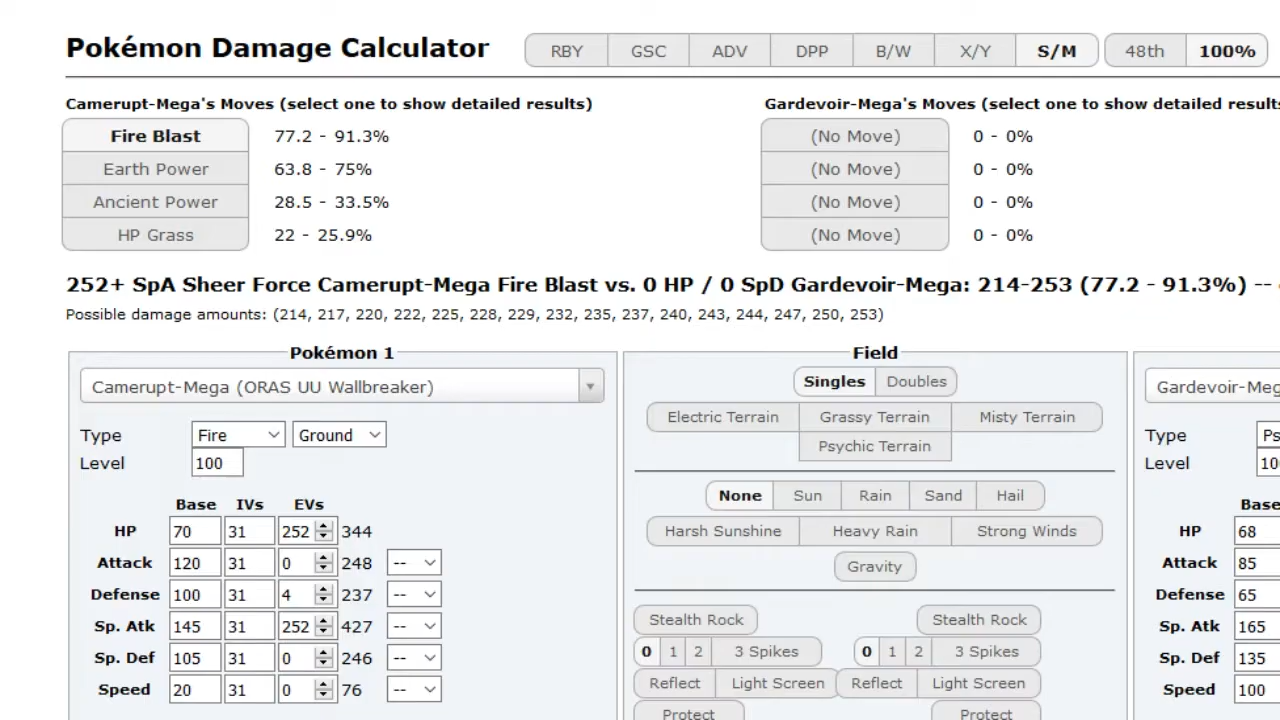 Pokémon Damage Calculator RBY GSC ADV DPP B/W X/Y S/M 48th 100%
Camerupt-Mega's Moves (select one to show detailed results) Gardevoir-Mega's Moves (select one to show detailed results
Fire Blast 77.2 - 91.3% (No Move) 0 - 0%
Earth Power 63.8 - 75% (No Move) 0 - 0%
Ancient Power 28.5 - 33.5% (No Move) 0 - 0%
HP Grass 22 - 25.9% (No Move) 0 - 0%
252+ SpA Sheer Force Camerupt-Mega Fire Blast vs. 0 HP / 0 SpD Gardevoir-Mega: 214-253 (77.2 - 91.3%) --
Possible damage amounts: (214, 217, 220, 222, 225, 228, 229, 232, 235, 237, 240, 243, 244, 247, 250, 253)
Pokémon 1
Camerupt-Mega (ORAS UU Wallbreaker)
Type Fire Ground
Level 100
Base IVs EVs
HP 70 31 252 344
Attack 120 31 0 248 --
Defense 100 31 4 237 --
Sp. Atk 145 31 252 427 --
Sp. Def 105 31 0 246 --
Speed 20 31 0 76 --
Field
Singles Doubles
Electric Terrain Grassy Terrain Misty Terrain
Psychic Terrain
None Sun Rain Sand Hail
Harsh Sunshine Heavy Rain Strong Winds
Gravity
Stealth Rock Stealth Rock
0 1 2 3 Spikes 0 1 2 3 Spikes
Reflect Light Screen Reflect Light Screen
Protect Protect
Gardevoir-Meg
Type Ps
Level 10
Base
HP 68
Attack 85
Defense 65
Sp. Atk 165
Sp. Def 135
Speed 100